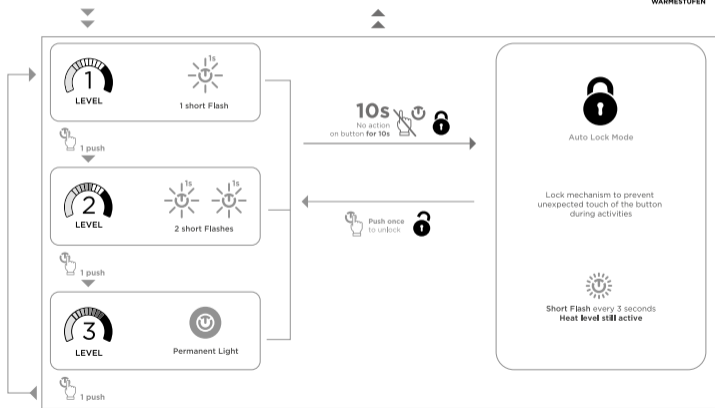 WÄRMESTUFEN
1
LEVEL
1s
1 short Flash
1 push
2
LEVEL
1s 1s
2 short Flashes
1 push
3
LEVEL
Permanent Light
1 push
10s
No action
on button for 10s
Push once
to unlock
Auto Lock Mode
Lock mechanism to prevent
unexpected touch of the button
during activities
Short Flash every 3 seconds
Heat level still active